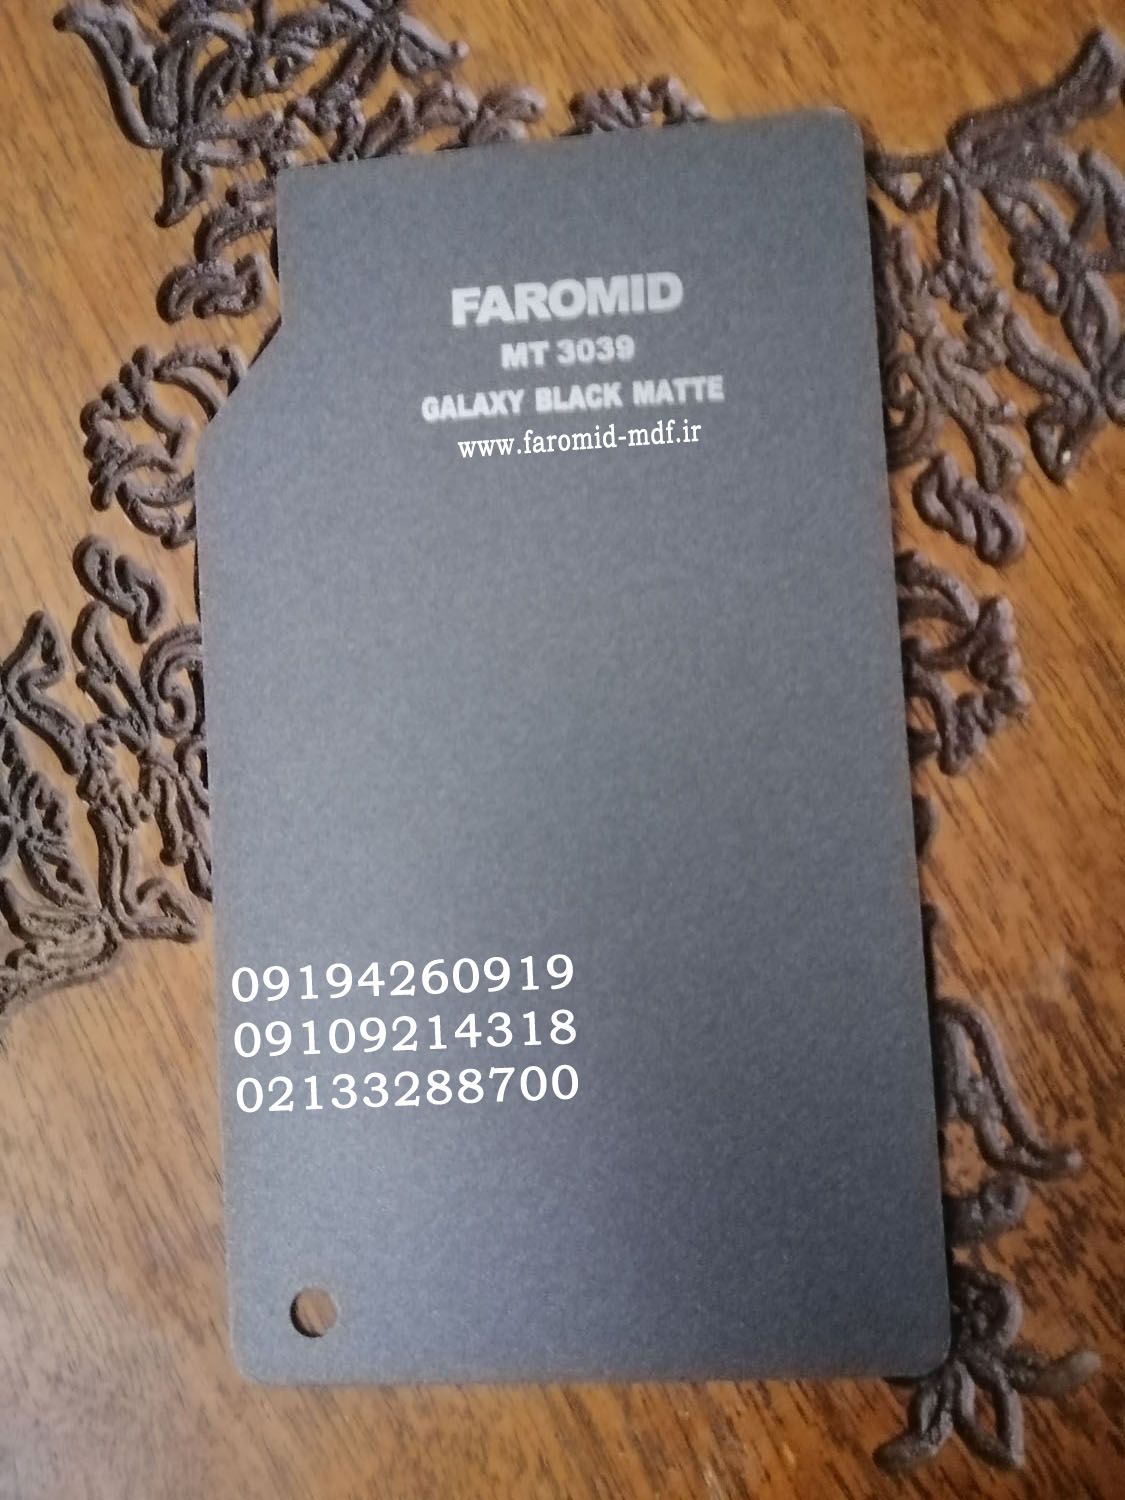 FAROMID
MT 3039
GALAXY BLACK MATTE
www.faromid-mdf.ir
09194260919
09109214318
02133288700